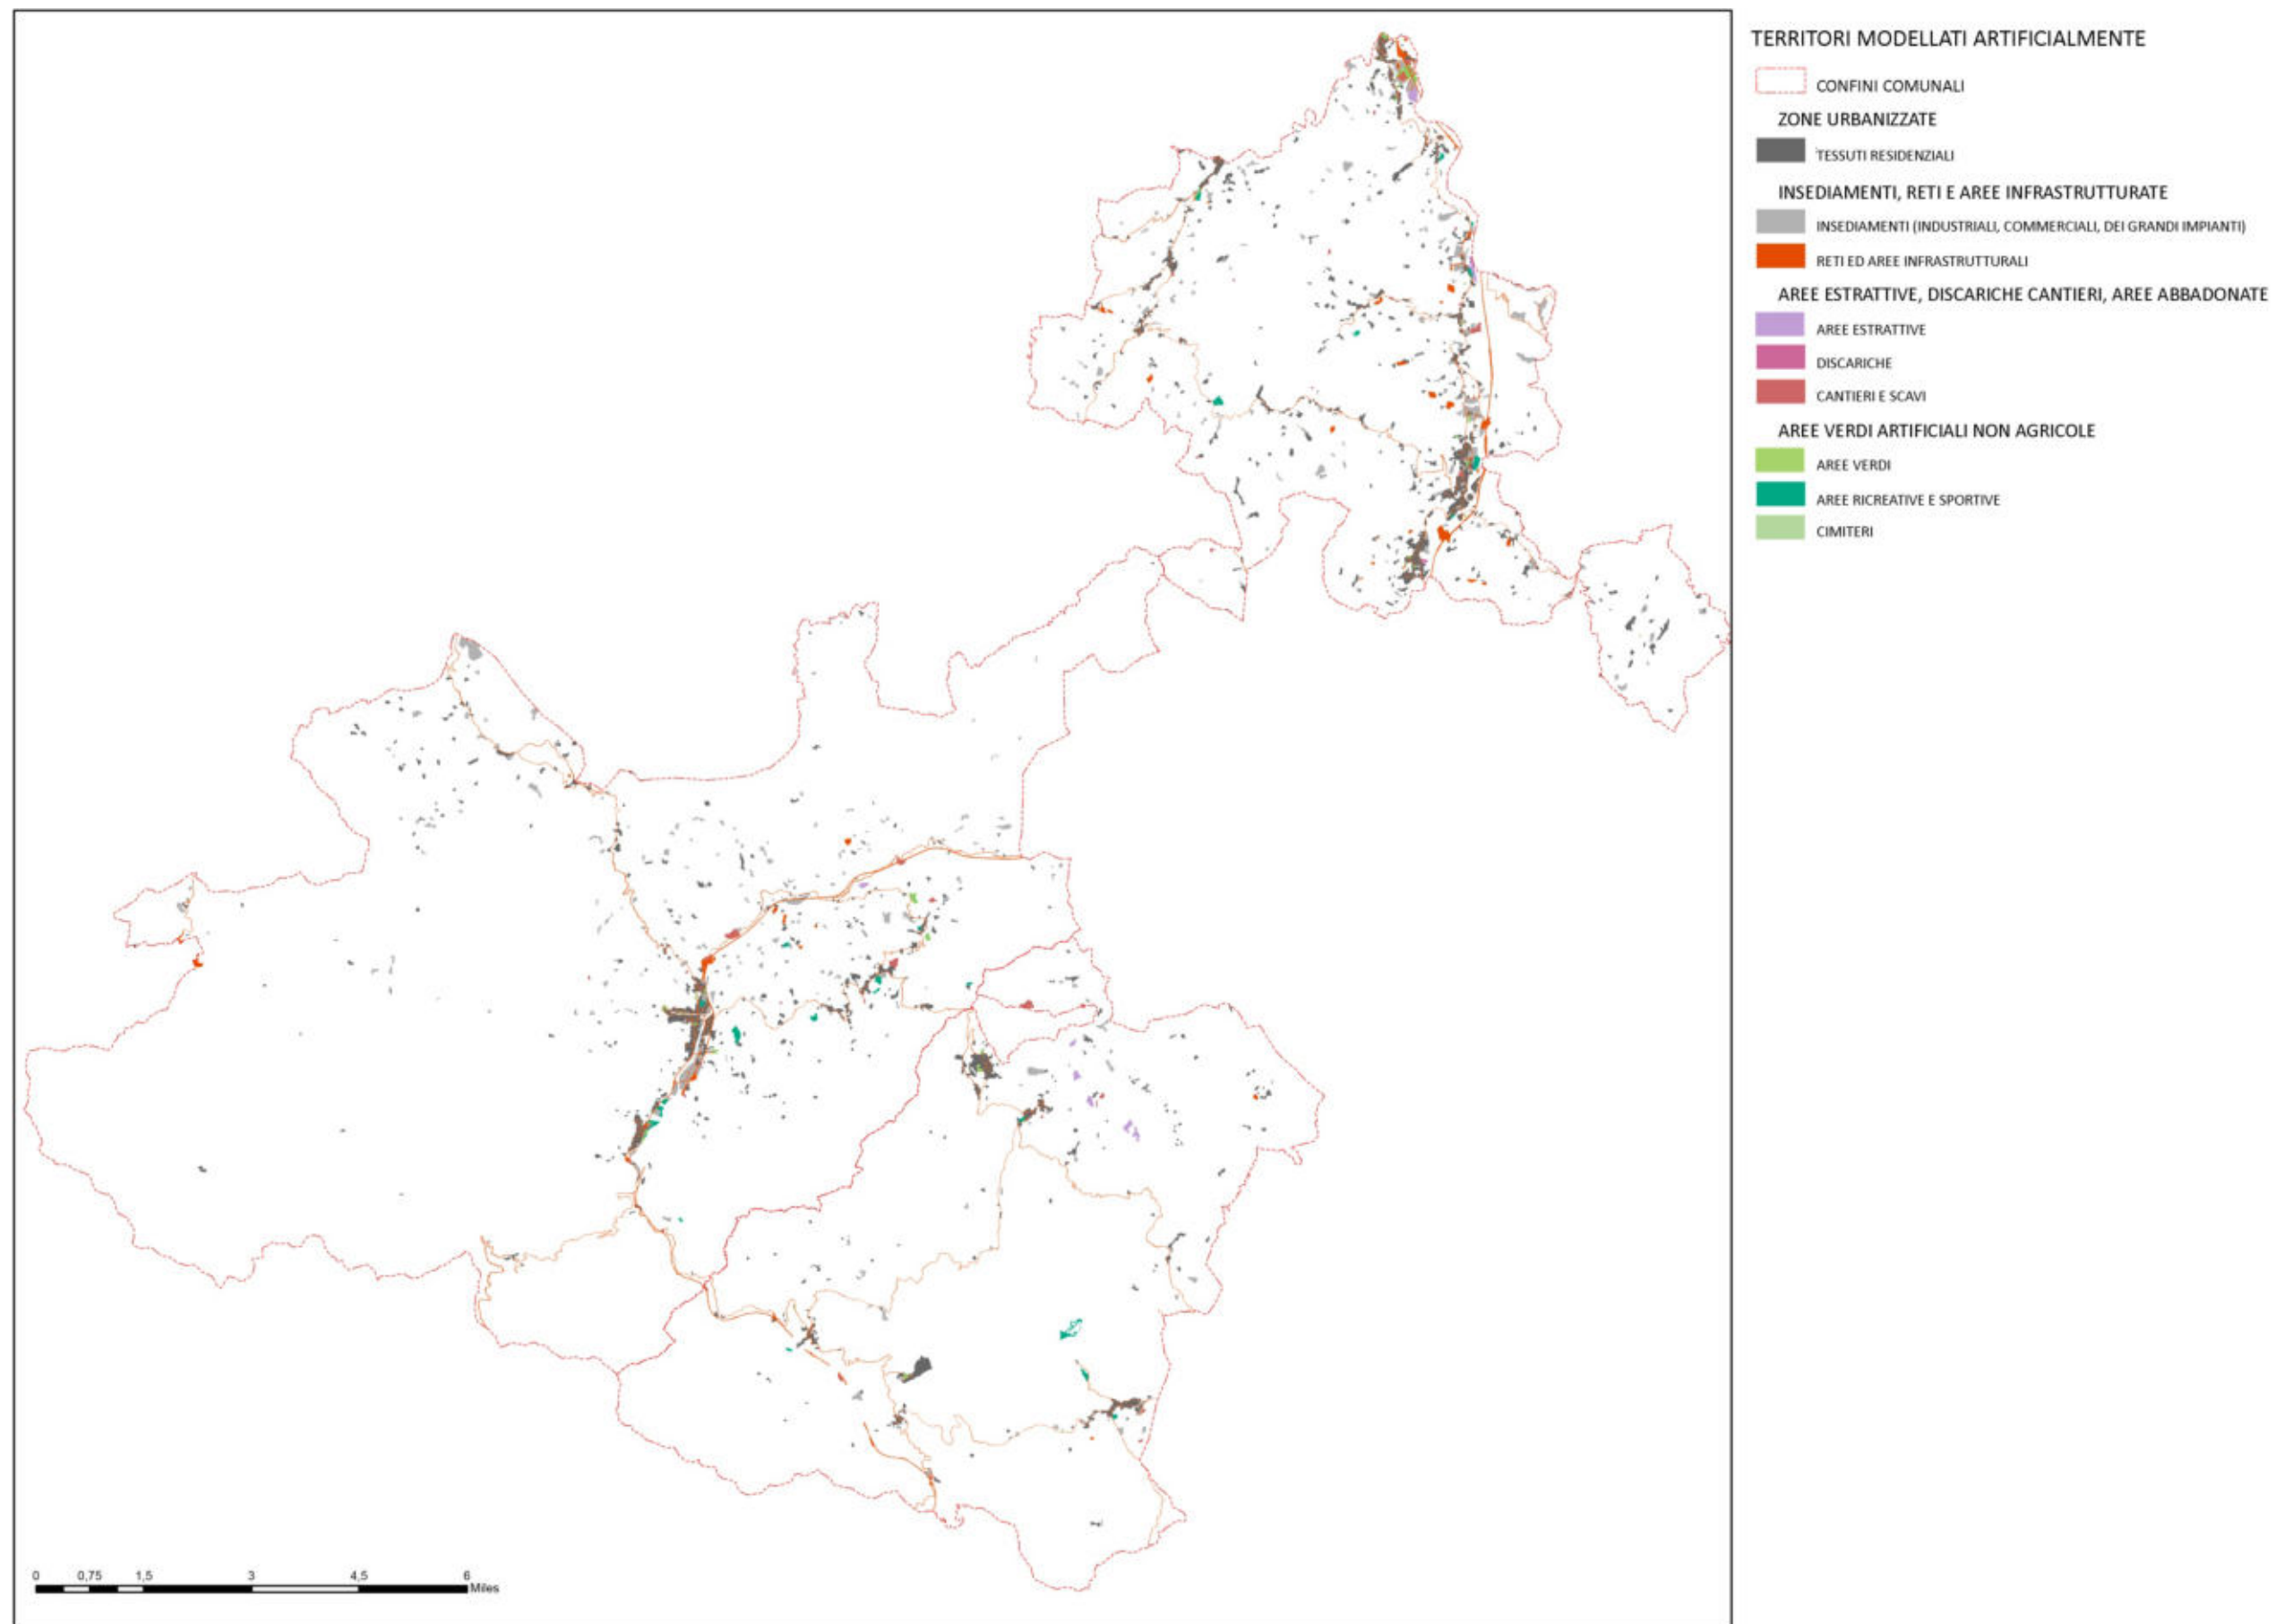 TERRITORI MODELLATI ARTIFICIALMENTE
CONFINI COMUNALI
ZONE URBANIZZATE
TESSUTI RESIDENZIALI
INSEDIAMENTI, RETI E AREE INFRASTRUTTURATE
INSEDIAMENTI (INDUSTRIALI, COMMERCIALI, DEI GRANDI IMPIANTI)
RETI ED AREE INFRASTRUTTURALI
AREE ESTRATTIVE, DISCARICHE CANTIERI, AREE ABBADONATE
AREE ESTRATTIVE
DISCARICHE
CANTIERI E SCAVI
AREE VERDI ARTIFICIALI NON AGRICOLE
AREE VERDI
AREE RICREATIVE E SPORTIVE
CIMITERI
0 0,75 1,5 3 4,5 6
Miles